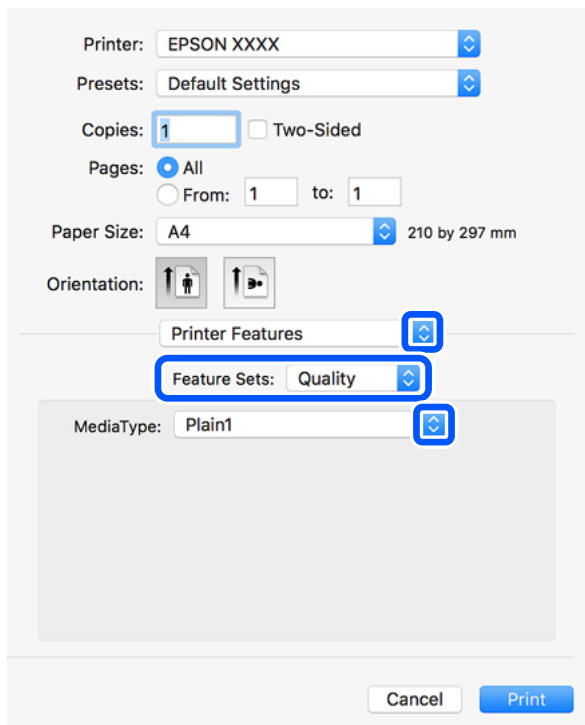 Printer: EPSON XXXX
Presets: Default Settings
Copies: 1 Two-Sided
Pages: All
From: 1 to: 1
Paper Size: A4 210 by 297 mm
Orientation:
Printer Features
Feature Sets: Quality
MediaType: Plain1
Cancel Print